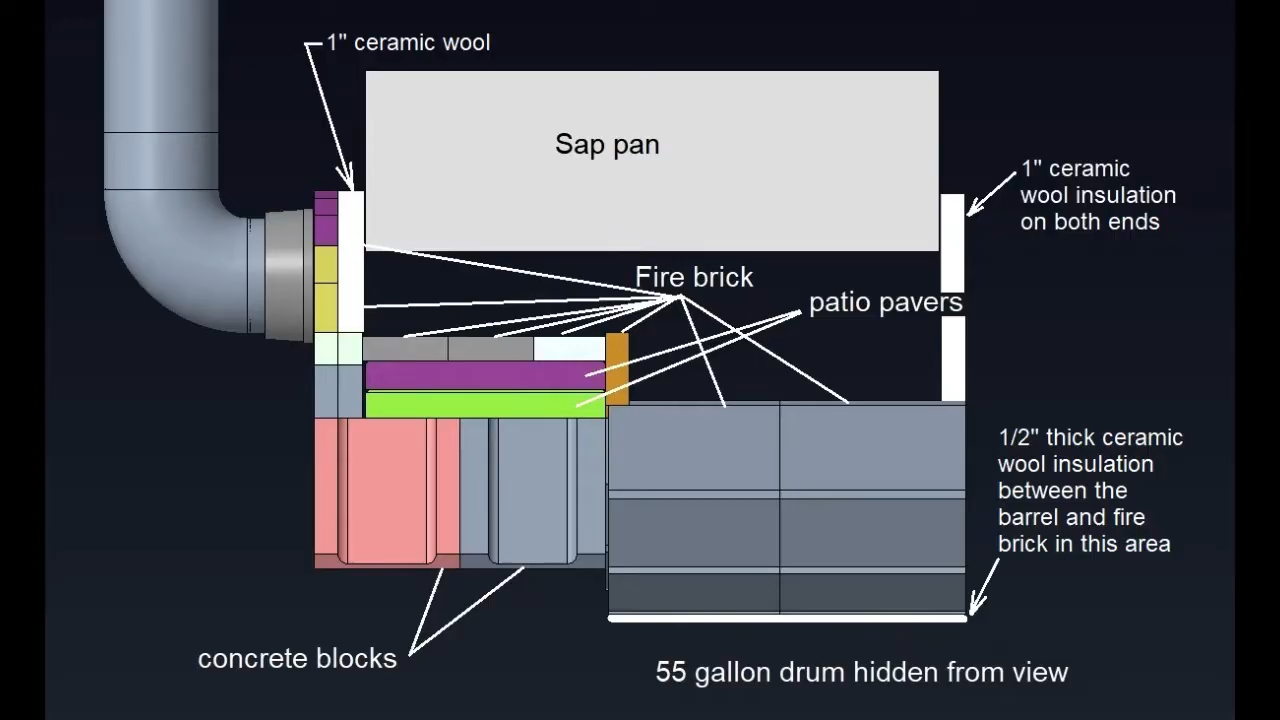 1" ceramic wool
Sap pan
1" ceramic
wool insulation
on both ends
Fire brick
patio pavers
1/2" thick ceramic
wool insulation
between the
barrel and fire
brick in this area
concrete blocks
55 gallon drum hidden from view